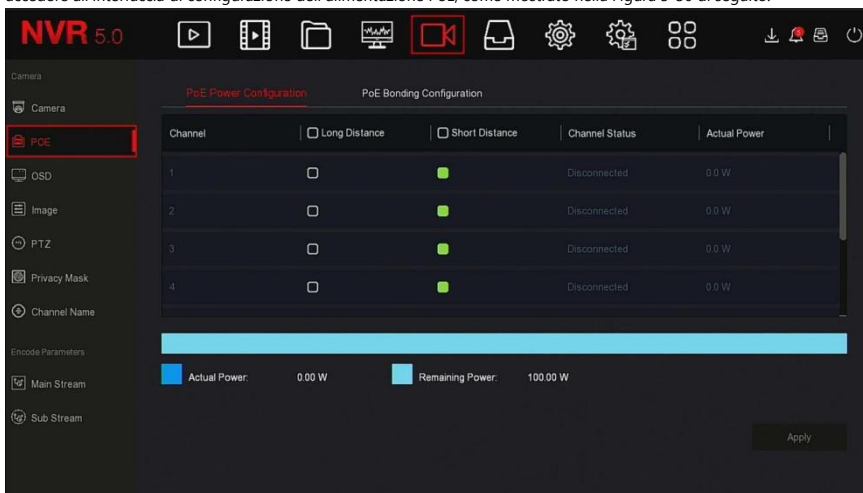 accedere all'interfaccia di configurazione dell'alimentazione PoE, come mostrato nella Figura 5-30 di seguito:
NVR 5.0
Camera
PoE Power Configuration PoE Bonding Configuration
Camera
Channel Long Distance Short Distance Channel Status Actual Power
POE
1 Disconnected 0.0 W
OSD
Image
2 Disconnected 0.0 W
PTZ
3 Disconnected 0.0 W
Privacy Mask
4 Disconnected 0.0 W
Channel Name
Encode Parameters
Main Stream
Actual Power: 0.00 W Remaining Power: 100.00 W
Sub Stream
Apply